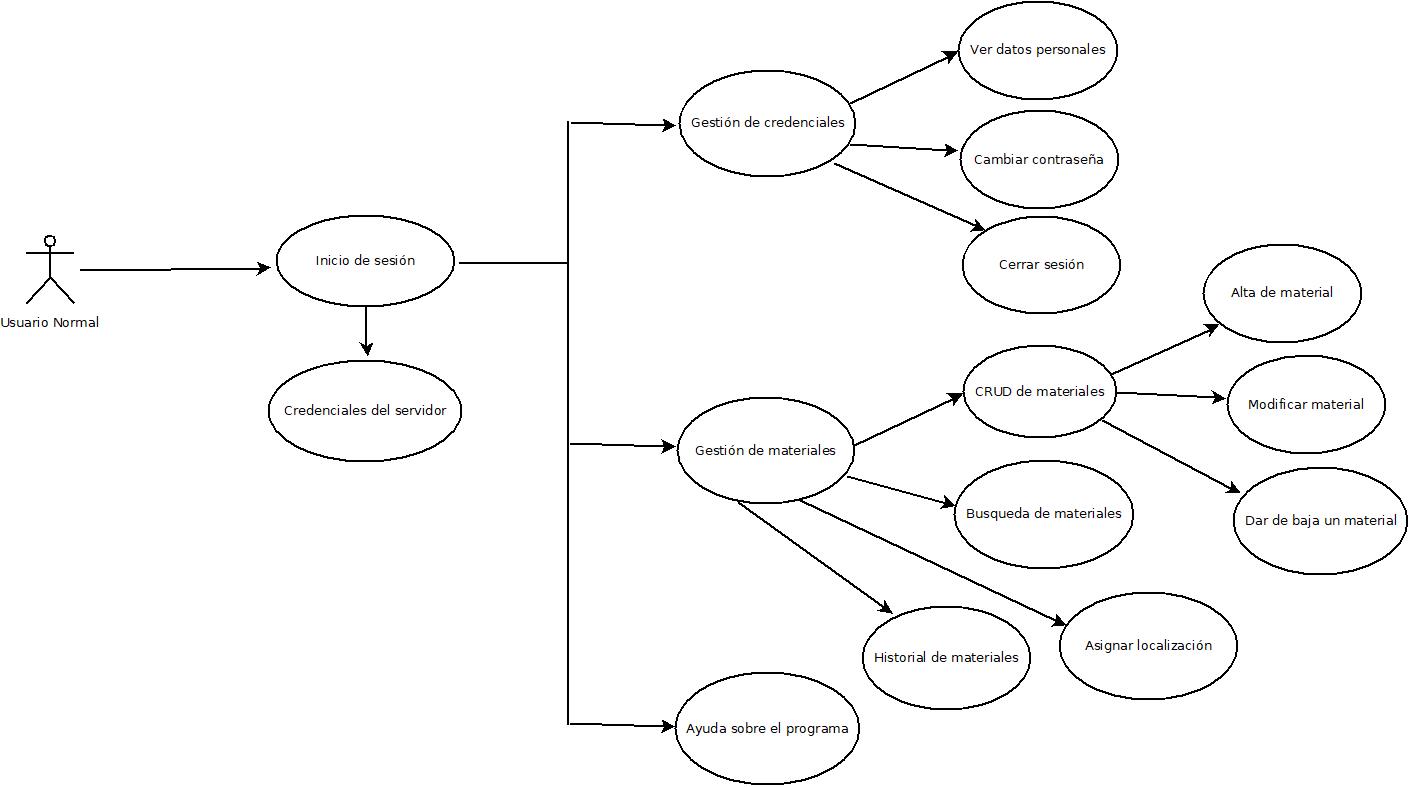 Ver datos personales
Gestión de credenciales
Cambiar contraseña
Cerrar sesión
Inicio de sesión
Usuario Normal
Credenciales del servidor
Alta de material
CRUD de materiales
Modificar material
Gestión de materiales
Busqueda de materiales
Dar de baja un material
Asignar localización
Historial de materiales
Ayuda sobre el programa